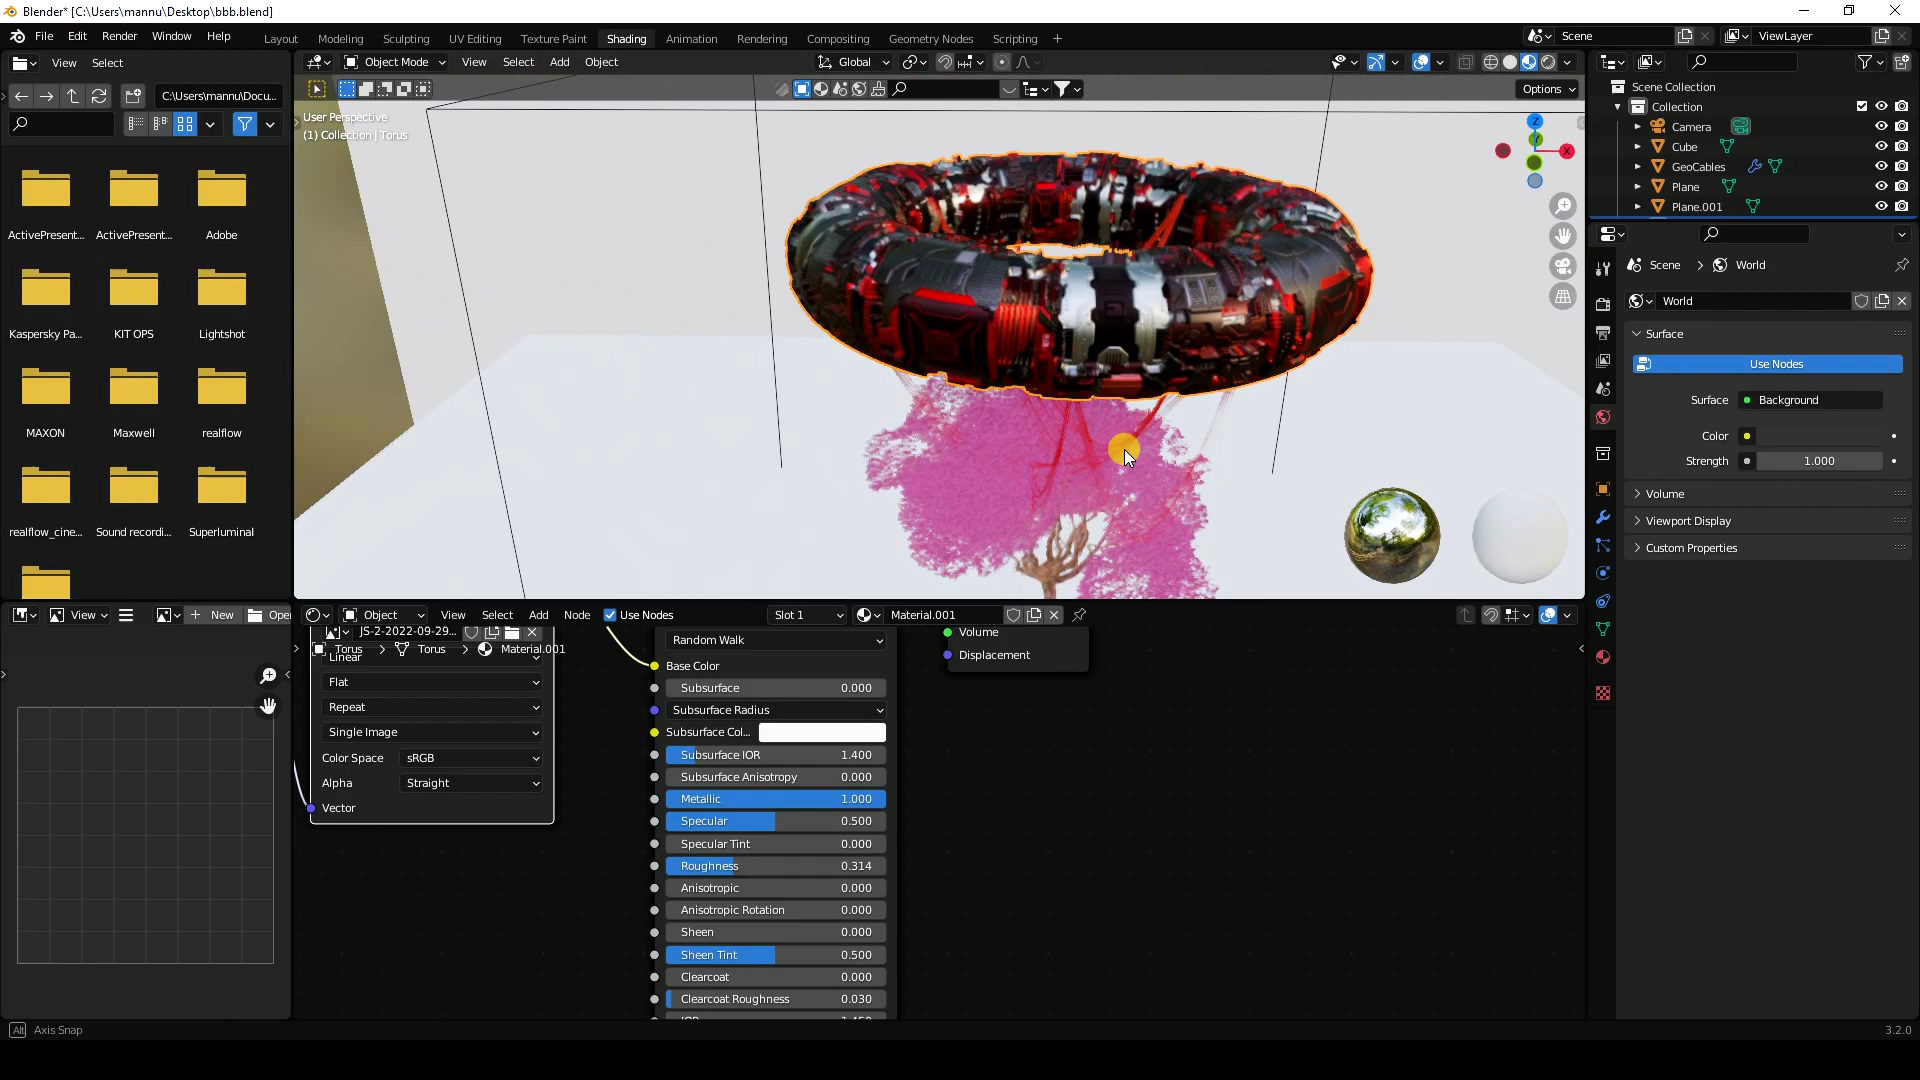 Blender* [C:\Users\mannu\Desktop\bbb.blend]
File Edit Render Window Help
Layout Modeling Sculpting UV Editing Texture Paint Shading Animation Rendering Compositing Geometry Nodes Scripting +
Scene
ViewLayer
View Select
Object Mode View Select Add Object
Global
C:\Users\mannu\Docu...
Options
User Perspective
(1) Collection | Torus
Z
Y
X
Scene Collection
Collection
Camera
Cube
GeoCables
Plane
Plane.001
ActivePresent... ActivePresent... Adobe
Kaspersky Pa... KIT OPS Lightshot
MAXON Maxwell realflow
realflow_cine... Sound recordi... Superluminal
Scene > World
World
Surface
Use Nodes
Surface Background
Color
Strength 1.000
Volume
Viewport Display
Custom Properties
View New Open
Object View Select Add Node Use Nodes Slot 1 Material.001
JS-2-2022-09-29...
Torus > Torus > Material.001
Linear
Flat
Repeat
Single Image
Color Space sRGB
Alpha Straight
Vector
Random Walk
Base Color
Subsurface 0.000
Subsurface Radius
Subsurface Col...
Subsurface IOR 1.400
Subsurface Anisotropy 0.000
Metallic 1.000
Specular 0.500
Specular Tint 0.000
Roughness 0.314
Anisotropic 0.000
Anisotropic Rotation 0.000
Sheen 0.000
Sheen Tint 0.500
Clearcoat 0.000
Clearcoat Roughness 0.030
Volume
Displacement
Alt Axis Snap
3.2.0